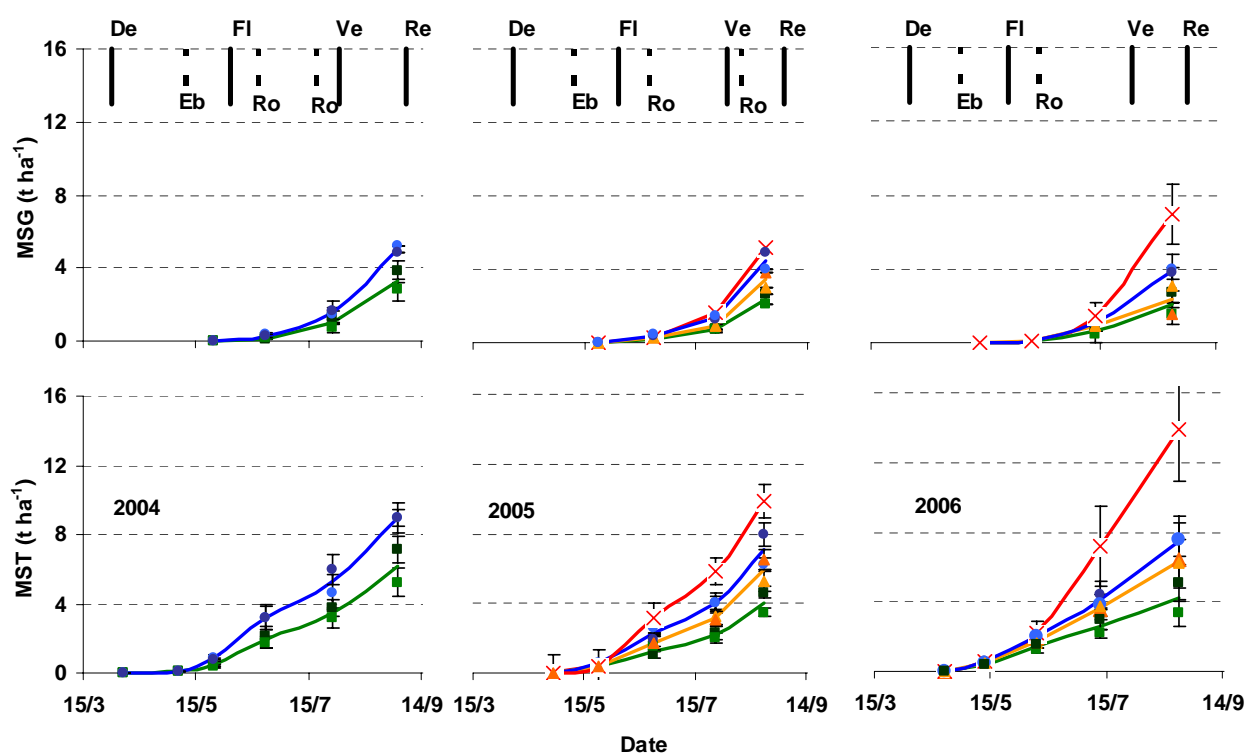 De Fl Ve Re De Fl Ve Re De Fl Ve Re
Eb Ro Ro Eb Ro Ro Eb Ro
MSG (t ha-1)
16
12
8
4
0
MST (t ha-1)
16
12
8
4
0
2004 2005 2006
15/3 15/5 15/7 14/9 15/3 15/5 15/7 14/9 15/3 15/5 15/7 14/9
Date